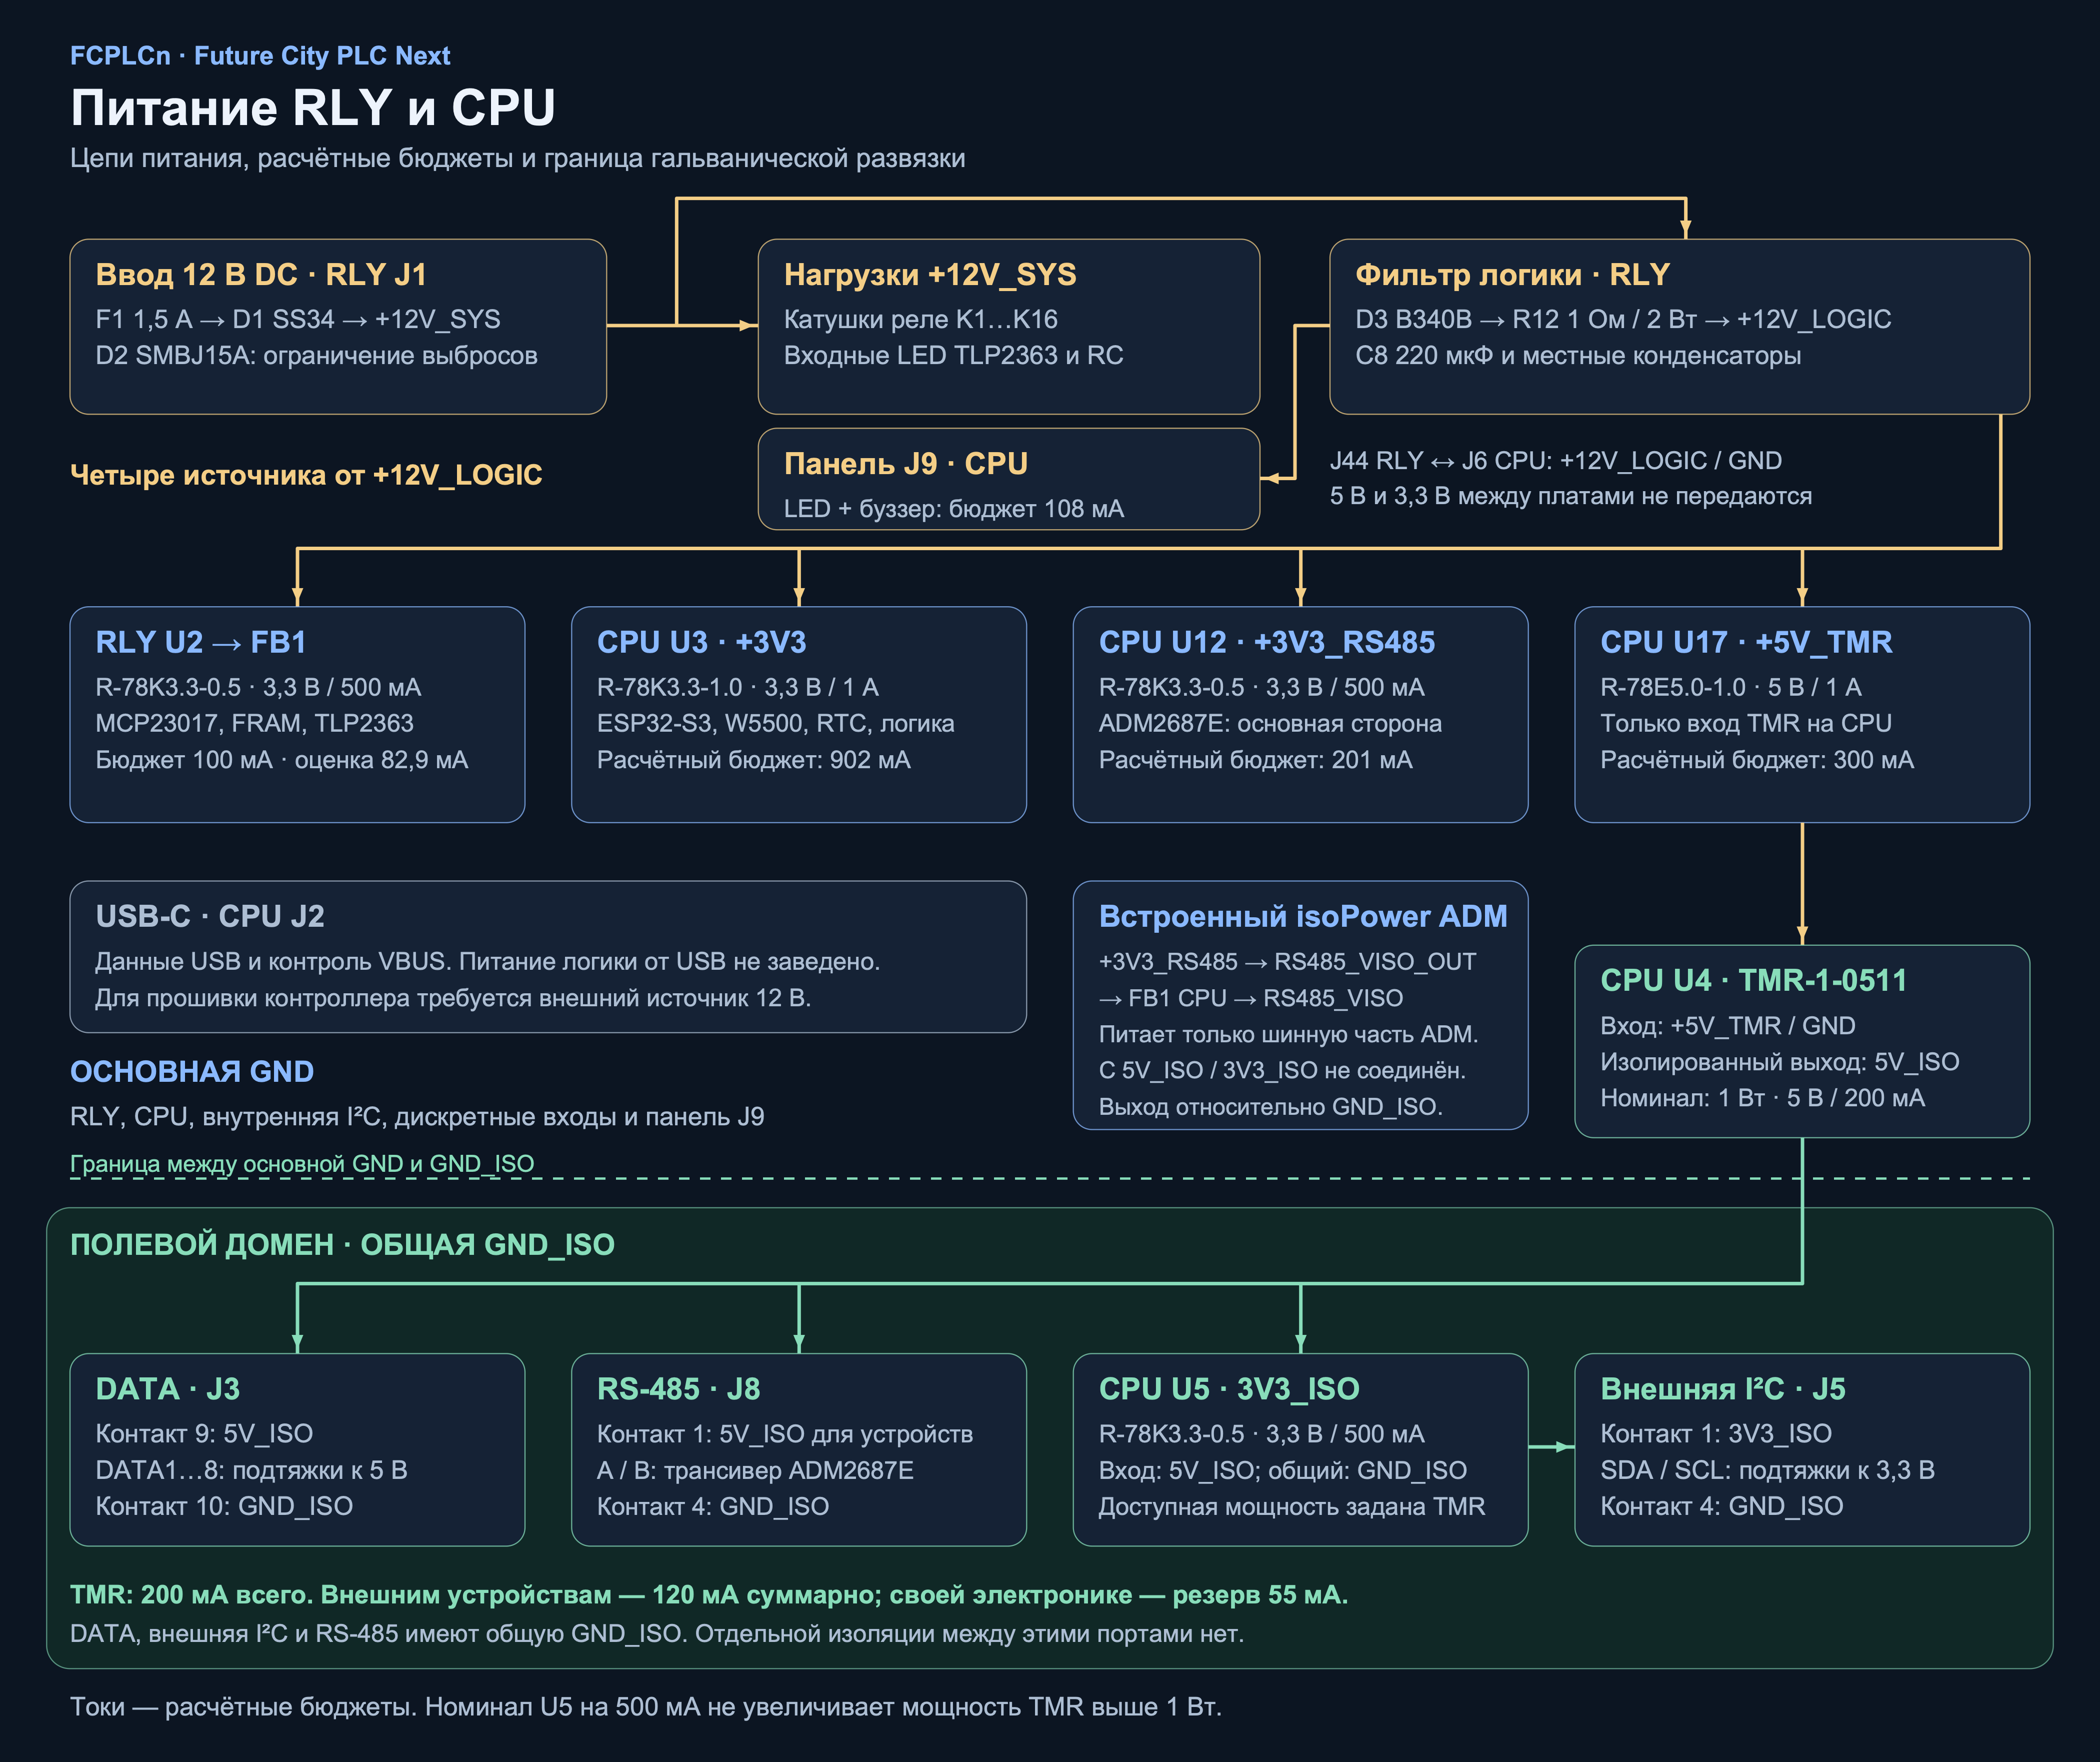 FCPLCn · Future City PLC Next
Питание RLY и CPU
Цепи питания, расчётные бюджеты и граница гальванической развязки
Ввод 12 В DC · RLY J1
F1 1,5 А → D1 SS34 → +12V_SYS
D2 SMBJ15A: ограничение выбросов
Нагрузки +12V_SYS
Катушки реле K1…K16
Входные LED TLP2363 и RC
Фильтр логики · RLY
D3 B340B → R12 1 Ом / 2 Вт → +12V_LOGIC
C8 220 мкФ и местные конденсаторы
Четыре источника от +12V_LOGIC
Панель J9 · CPU
LED + буззер: бюджет 108 мА
J44 RLY ↔ J6 CPU: +12V_LOGIC / GND
5 В и 3,3 В между платами не передаются
RLY U2 → FB1
R-78K3.3-0.5 · 3,3 В / 500 мА
MCP23017, FRAM, TLP2363
Бюджет 100 мА · оценка 82,9 мА
CPU U3 · +3V3
R-78K3.3-1.0 · 3,3 В / 1 А
ESP32-S3, W5500, RTC, логика
Расчётный бюджет: 902 мА
CPU U12 · +3V3_RS485
R-78K3.3-0.5 · 3,3 В / 500 мА
ADM2687E: основная сторона
Расчётный бюджет: 201 мА
CPU U17 · +5V_TMR
R-78E5.0-1.0 · 5 В / 1 А
Только вход TMR на CPU
Расчётный бюджет: 300 мА
USB-C · CPU J2
Данные USB и контроль VBUS. Питание логики от USB не заведено.
Для прошивки контроллера требуется внешний источник 12 В.
Встроенный isoPower ADM
+3V3_RS485 → RS485_VISO_OUT
→ FB1 CPU → RS485_VISO
Питает только шинную часть ADM.
С 5V_ISO / 3V3_ISO не соединён.
Выход относительно GND_ISO.
CPU U4 · TMR-1-0511
Вход: +5V_TMR / GND
Изолированный выход: 5V_ISO
Номинал: 1 Вт · 5 В / 200 мА
ОСНОВНАЯ GND
RLY, CPU, внутренняя I²C, дискретные входы и панель J9
Граница между основной GND и GND_ISO
ПОЛЕВОЙ ДОМЕН · ОБЩАЯ GND_ISO
DATA · J3
Контакт 9: 5V_ISO
DATA1…8: подтяжки к 5 В
Контакт 10: GND_ISO
RS-485 · J8
Контакт 1: 5V_ISO для устройств
A / B: трансивер ADM2687E
Контакт 4: GND_ISO
CPU U5 · 3V3_ISO
R-78K3.3-0.5 · 3,3 В / 500 мА
Вход: 5V_ISO; общий: GND_ISO
Доступная мощность задана TMR
Внешняя I²C · J5
Контакт 1: 3V3_ISO
SDA / SCL: подтяжки к 3,3 В
Контакт 4: GND_ISO
TMR: 200 мА всего. Внешним устройствам — 120 мА суммарно; своей электронике — резерв 55 мА.
DATA, внешняя I²C и RS-485 имеют общую GND_ISO. Отдельной изоляции между этими портами нет.
Токи — расчётные бюджеты. Номинал U5 на 500 мА не увеличивает мощность TMR выше 1 Вт.